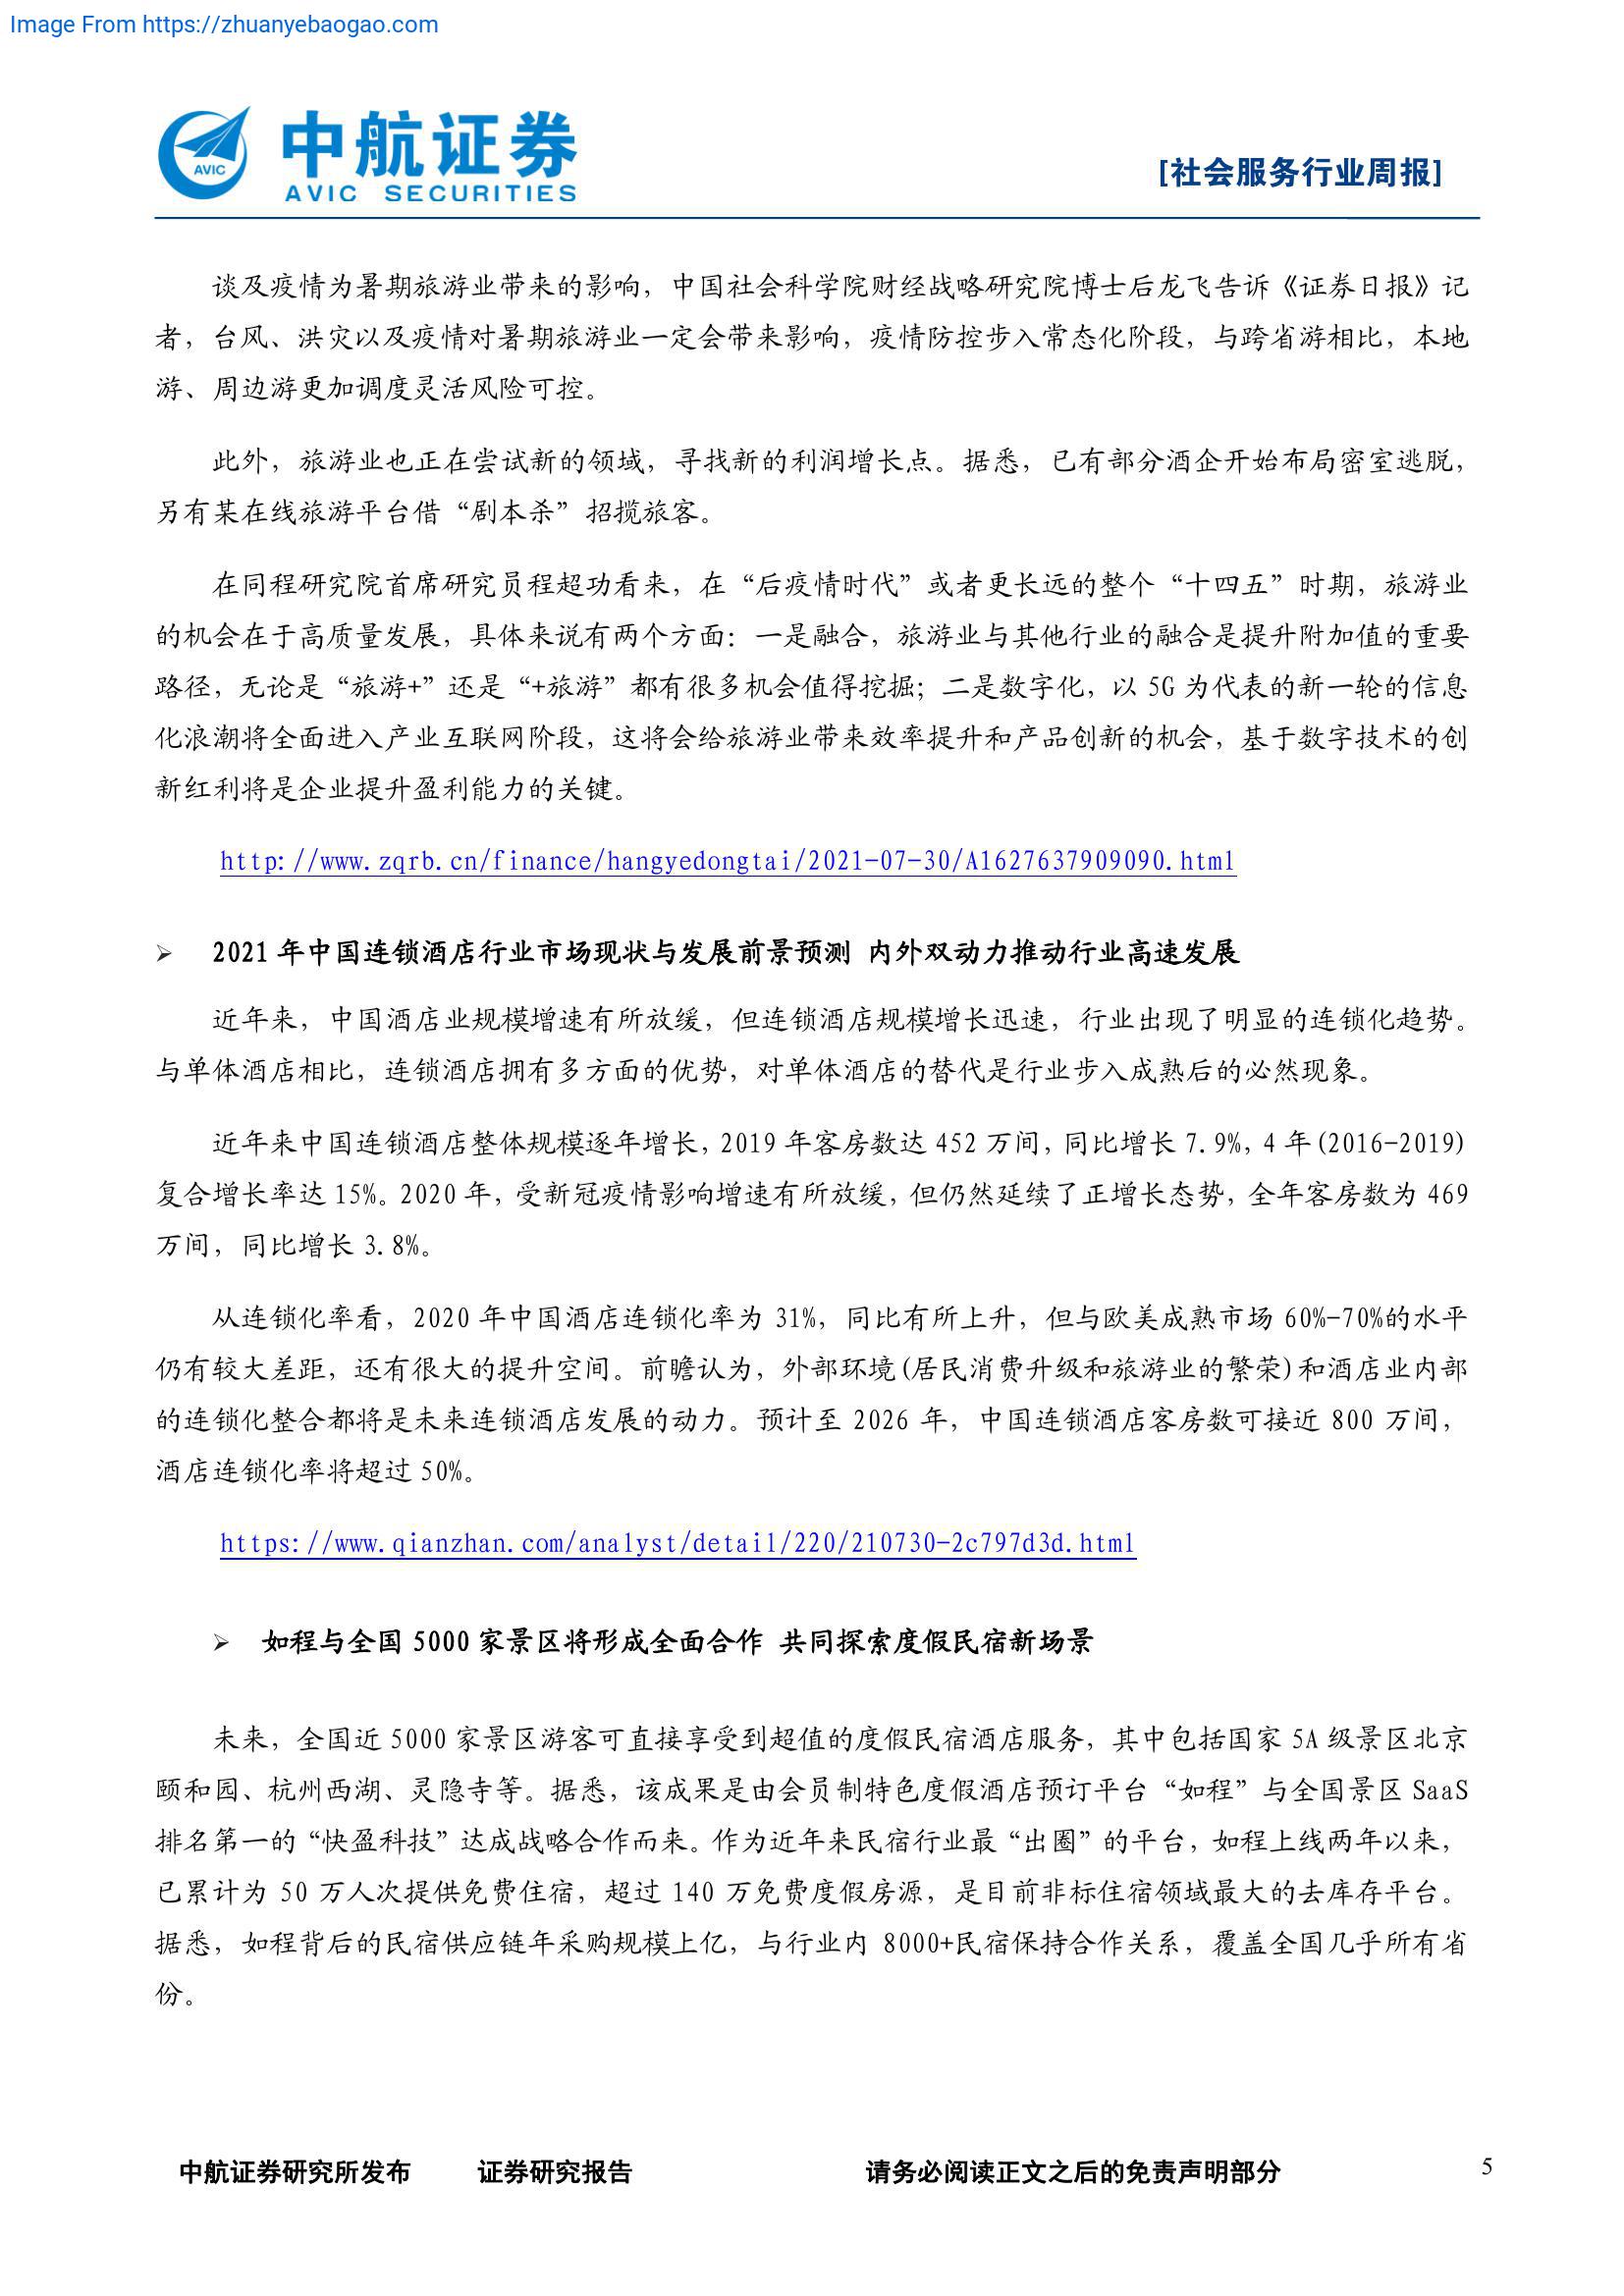 Image From https://zhuanyebaogao.com
AVIC
中航证券
AVIC SECURITIES
[社会服务行业周报]
谈及疫情为暑期旅游业带来的影响，中国社会科学院财经战略研究院博士后龙飞告诉《证券日报》记
者，台风、洪灾以及疫情对暑期旅游业一定会带来影响，疫情防控步入常态化阶段，与跨省游相比，本地
游、周边游更加调度灵活风险可控。
此外，旅游业也正在尝试新的领域，寻找新的利润增长点。据悉，已有部分酒企开始布局密室逃脱，
另有某在线旅游平台借“剧本杀”招揽旅客。
在同程研究院首席研究员程超功看来，在“后疫情时代”或者更长远的整个“十四五”时期，旅游业
的机会在于高质量发展，具体来说有两个方面：一是融合，旅游业与其他行业的融合是提升附加值的重要
路径，无论是“旅游+”还是“+旅游”都有很多机会值得挖掘；二是数字化，以 5G 为代表的新一轮的信息
化浪潮将全面进入产业互联网阶段，这将会给旅游业带来效率提升和产品创新的机会，基于数字技术的创
新红利将是企业提升盈利能力的关键。
http://www.zqrb.cn/finance/hangyedongtai/2021-07-30/A1627637909090.html
➢ 2021 年中国连锁酒店行业市场现状与发展前景预测 内外双动力推动行业高速发展
近年来，中国酒店业规模增速有所放缓，但连锁酒店规模增长迅速，行业出现了明显的连锁化趋势。
与单体酒店相比，连锁酒店拥有多方面的优势，对单体酒店的替代是行业步入成熟后的必然现象。
近年来中国连锁酒店整体规模逐年增长，2019 年客房数达 452 万间，同比增长 7.9%，4 年(2016-2019)
复合增长率达 15%。2020 年，受新冠疫情影响增速有所放缓，但仍然延续了正增长态势，全年客房数为 469
万间，同比增长 3.8%。
从连锁化率看，2020 年中国酒店连锁化率为 31%，同比有所上升，但与欧美成熟市场 60%-70%的水平
仍有较大差距，还有很大的提升空间。前瞻认为，外部环境(居民消费升级和旅游业的繁荣)和酒店业内部
的连锁化整合都将是未来连锁酒店发展的动力。预计至 2026 年，中国连锁酒店客房数可接近 800 万间，
酒店连锁化率将超过 50%。
https://www.qianzhan.com/analyst/detail/220/210730-2c797d3d.html
➢ 如程与全国 5000 家景区将形成全面合作 共同探索度假民宿新场景
未来，全国近 5000 家景区游客可直接享受到超值的度假民宿酒店服务，其中包括国家 5A 级景区北京
颐和园、杭州西湖、灵隐寺等。据悉，该成果是由会员制特色度假酒店预订平台“如程”与全国景区 SaaS
排名第一的“快盈科技”达成战略合作而来。作为近年来民宿行业最“出圈”的平台，如程上线两年以来，
已累计为 50 万人次提供免费住宿，超过 140 万免费度假房源，是目前非标住宿领域最大的去库存平台。
据悉，如程背后的民宿供应链年采购规模上亿，与行业内 8000+民宿保持合作关系，覆盖全国几乎所有省
份。
中航证券研究所发布 证券研究报告 请务必阅读正文之后的免责声明部分 5